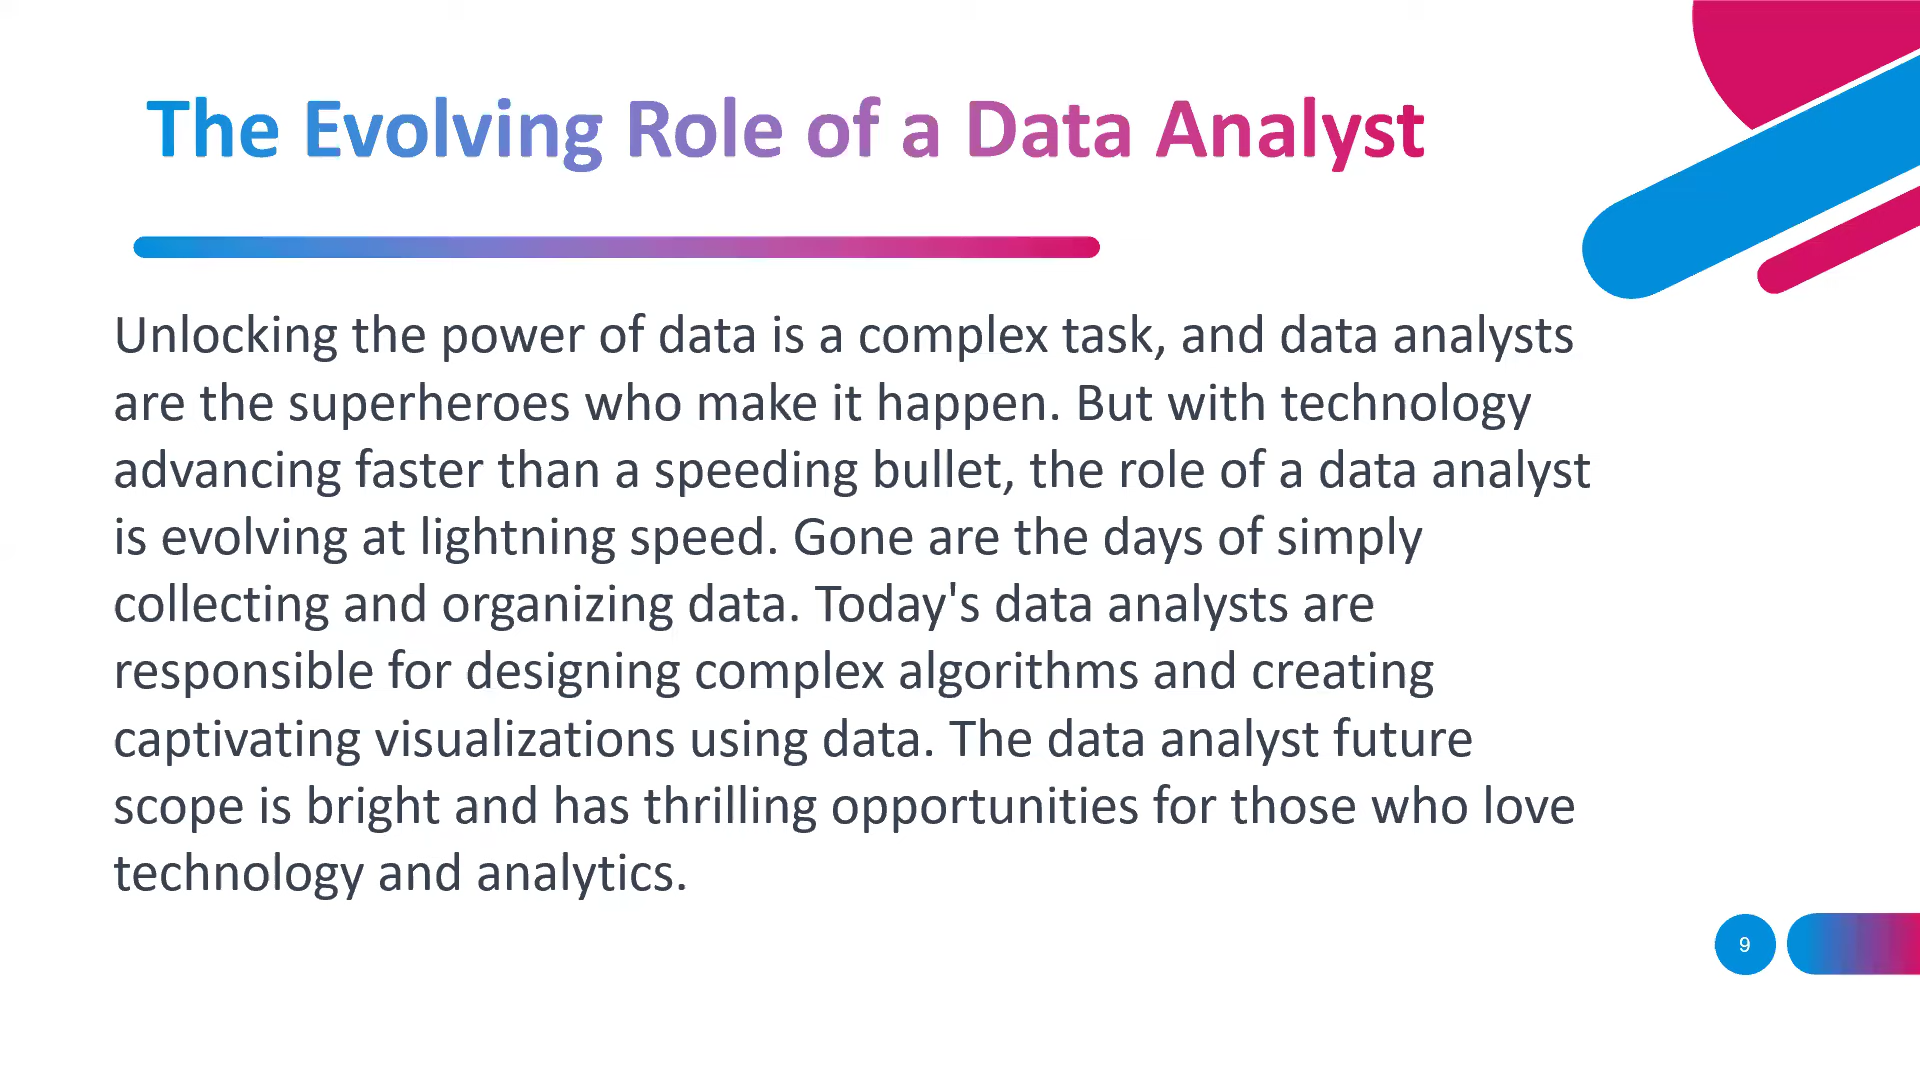 The Evolving Role of a Data Analyst
Unlocking the power of data is a complex task, and data analysts
are the superheroes who make it happen. But with technology
advancing faster than a speeding bullet, the role of a data analyst
is evolving at lightning speed. Gone are the days of simply
collecting and organizing data. Today's data analysts are
responsible for designing complex algorithms and creating
captivating visualizations using data. The data analyst future
scope is bright and has thrilling opportunities for those who love
technology and analytics.
9